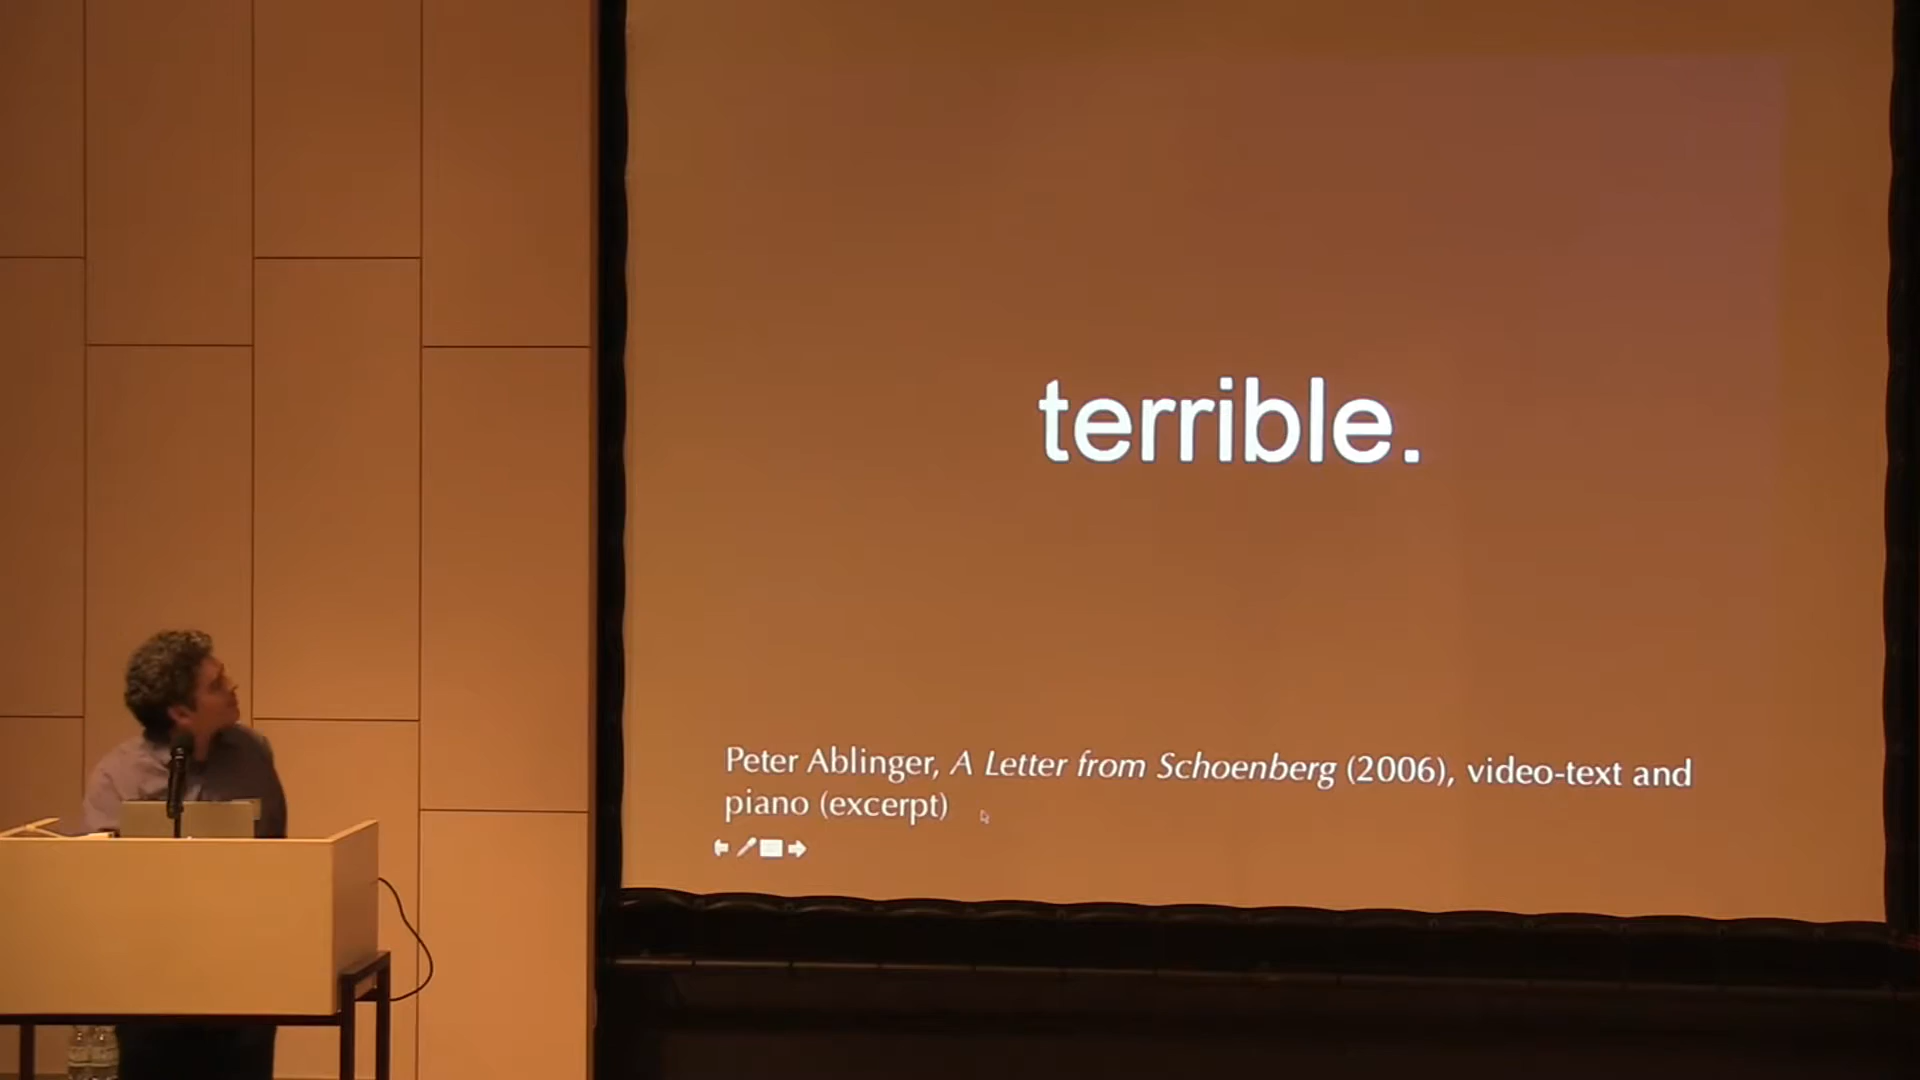 terrible.
Peter Ablinger, A Letter from Schoenberg (2006), video-text and
piano (excerpt)